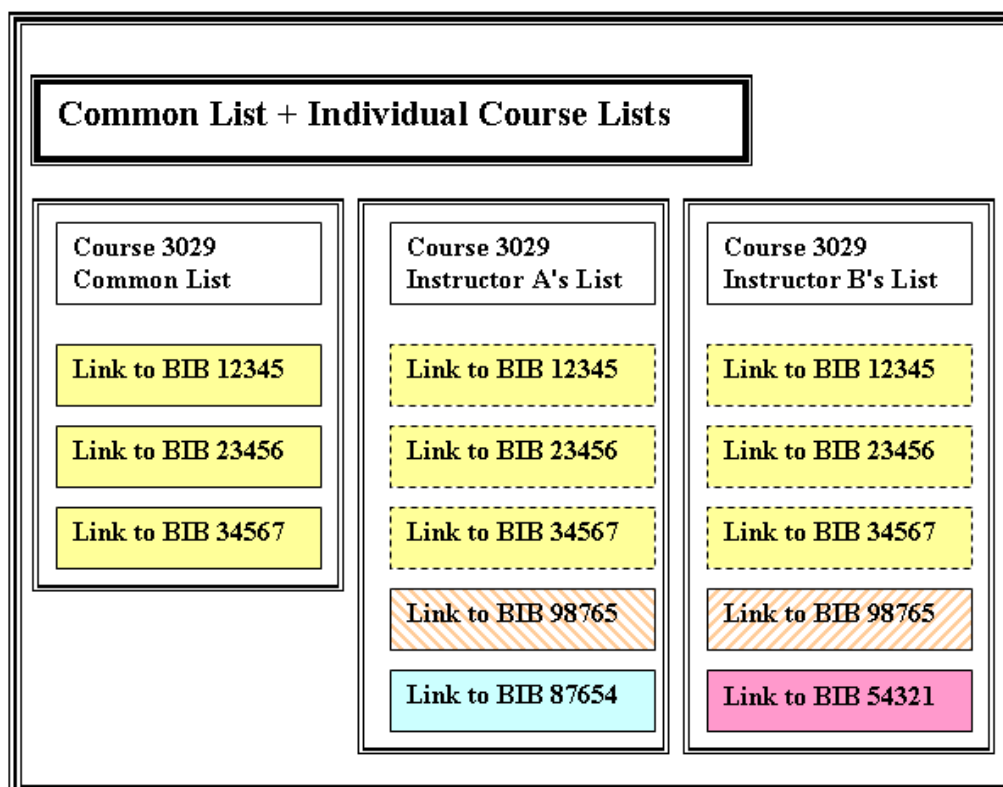 Common List + Individual Course Lists
Course 3029
Common List
Link to BIB 12345
Link to BIB 23456
Link to BIB 34567
Course 3029
Instructor A's List
Link to BIB 12345
Link to BIB 23456
Link to BIB 34567
Link to BIB 98765
Link to BIB 87654
Course 3029
Instructor B's List
Link to BIB 12345
Link to BIB 23456
Link to BIB 34567
Link to BIB 98765
Link to BIB 54321